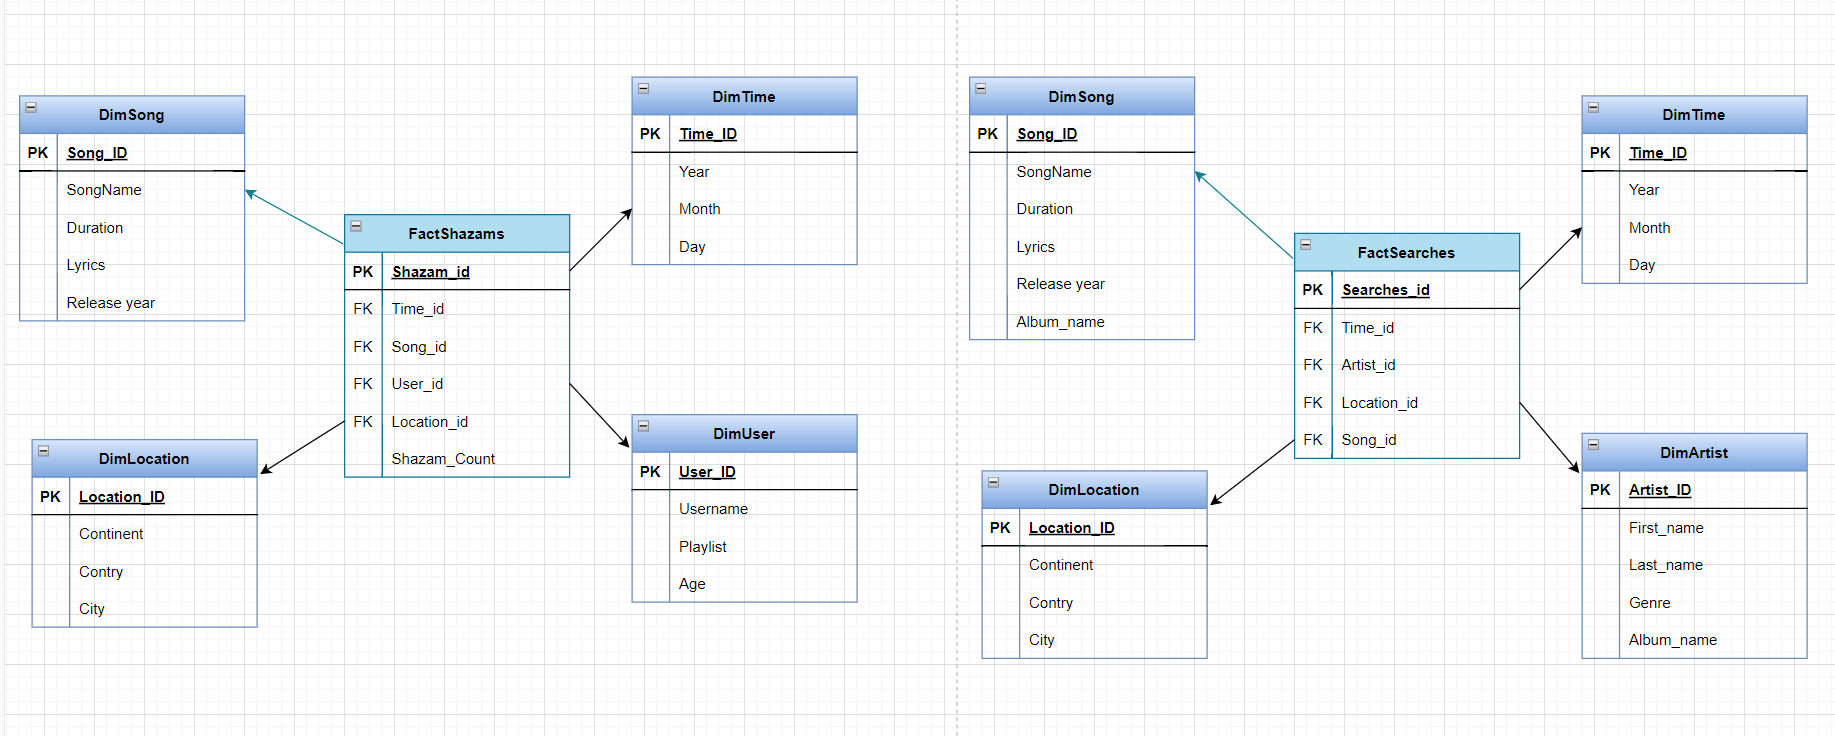 DimSong
PK Song_ID
SongName
Duration
Lyrics
Release year
FactShazams
PK Shazam_id
FK Time_id
FK Song_id
FK User_id
FK Location_id
Shazam_Count
DimTime
PK Time_ID
Year
Month
Day
DimLocation
PK Location_ID
Continent
Contry
City
DimUser
PK User_ID
Username
Playlist
Age
DimSong
PK Song_ID
SongName
Duration
Lyrics
Release year
Album_name
FactSearches
PK Searches_id
FK Time_id
FK Artist_id
FK Location_id
FK Song_id
DimTime
PK Time_ID
Year
Month
Day
DimLocation
PK Location_ID
Continent
Contry
City
DimArtist
PK Artist_ID
First_name
Last_name
Genre
Album_name